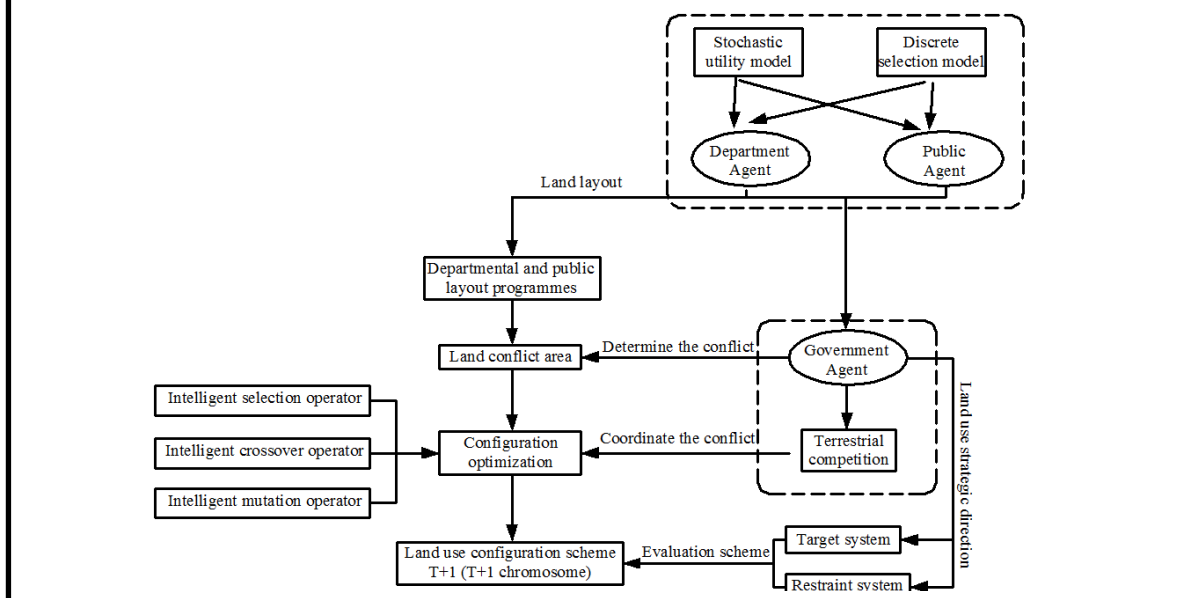 Stochastic
utility model
Discrete
selection model
Department
Agent
Public
Agent
Land layout
Departmental and public
layout programmes
Land conflict area
Determine the conflict
Government
Agent
Land use strategic direction
Intelligent selection operator
Intelligent crossover operator
Intelligent mutation operator
Configuration
optimization
Coordinate the conflict
Terrestrial
competition
Land use configuration scheme
T+1 (T+1 chromosome)
Evaluation scheme
Target system
Restraint system